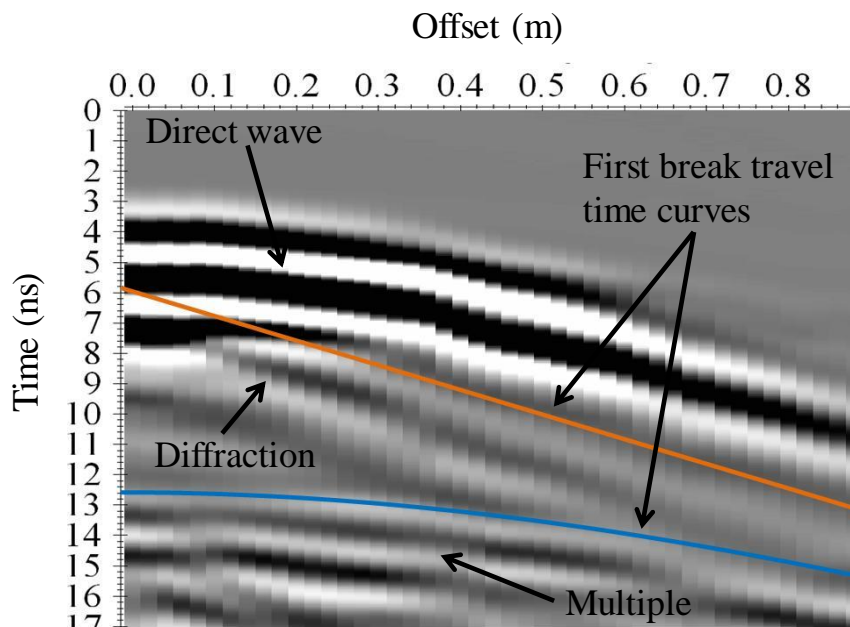 Offset (m)
0.0 0.1 0.2 0.3 0.4 0.5 0.6 0.7 0.8
0
1
2
3
4
5
6
7
8
9
10
11
12
13
14
15
16
17
Time (ns)
Direct wave
First break travel
time curves
Diffraction
Multiple